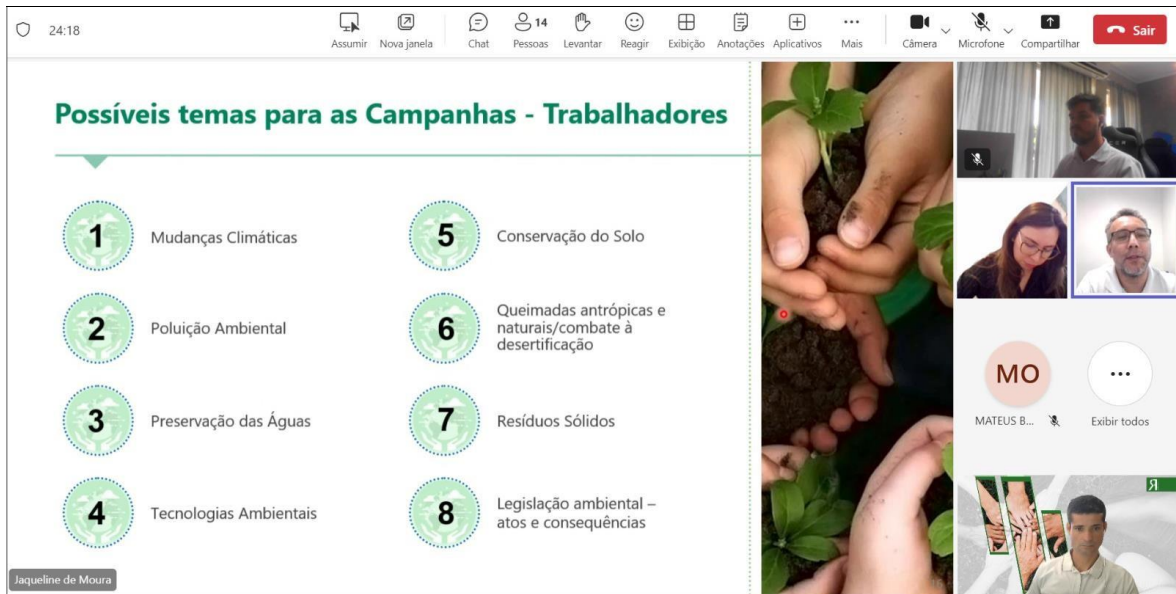 24:18
Assumir
Nova janela
Chat
14
Pessoas
Levantar
Reagir
Exibição
Anotações
Aplicativos
Mais
Câmera
Microfone
Compartilhar
Sair
Possíveis temas para as Campanhas - Trabalhadores
1
Mudanças Climáticas
2
Poluição Ambiental
3
Preservação das Águas
4
Tecnologias Ambientais
5
Conservação do Solo
6
Queimadas antrópicas e
naturais/combate à
desertificação
7
Resíduos Sólidos
8
Legislação ambiental –
atos e consequências
MO
MATEUS B...
Exibir todos
Jaqueline de Moura